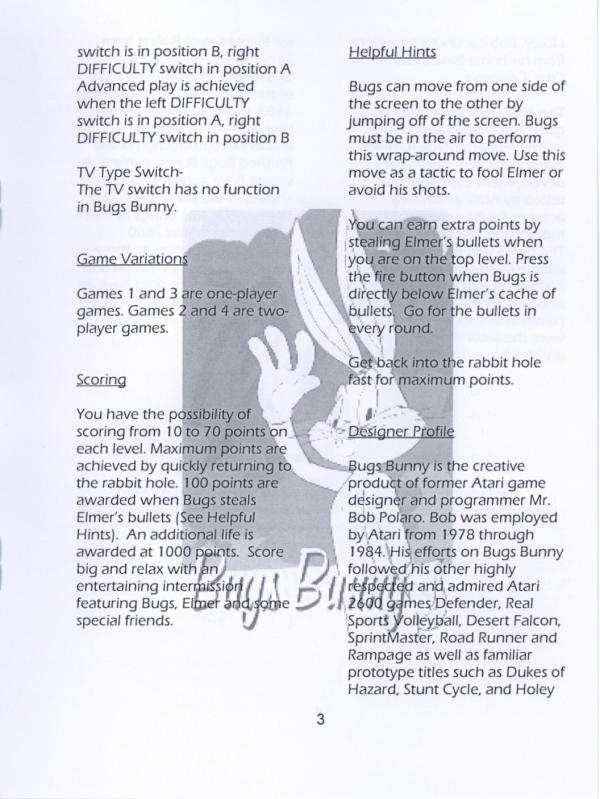 switch is in position B, right
DIFFICULTY switch in position A
Advanced play is achieved
when the left DIFFICULTY
switch is in position A, right
DIFFICULTY switch in position B
TV Type Switch-
The TV switch has no function
in Bugs Bunny.
Game Variations
Games 1 and 3 are one-player
games. Games 2 and 4 are two-
player games.
Scoring
You have the possibility of
scoring from 10 to 70 points on
each level. Maximum points are
achieved by quickly returning to
the rabbit hole. 100 points are
awarded when Bugs steals
Elmer's bullets (See Helpful
Hints). An additional life is
awarded at 1000 points. Score
big and relax with an
entertaining intermission
featuring Bugs, Elmer and some
special friends.
Helpful Hints
Bugs can move from one side of
the screen to the other by
jumping off of the screen. Bugs
must be in the air to perform
this wrap-around move. Use this
move as a tactic to fool Elmer or
avoid his shots.
You can earn extra points by
stealing Elmer's bullets when
you are on the top level. Press
the fire button when Bugs is
directly below Elmer's cache of
bullets. Go for the bullets in
every round.
Get back into the rabbit hole
fast for maximum points.
Designer Profile
Bugs Bunny is the creative
product of former Atari game
designer and programmer Mr.
Bob Polaro. Bob was employed
by Atari from 1978 through
1984. His efforts on Bugs Bunny
followed his other highly
respected and admired Atari
2600 games Defender, Real
Sports Volleyball, Desert Falcon,
SprintMaster, Road Runner and
Rampage as well as familiar
prototype titles such as Dukes of
Hazard, Stunt Cycle, and Holey
Bugs Bunny
3